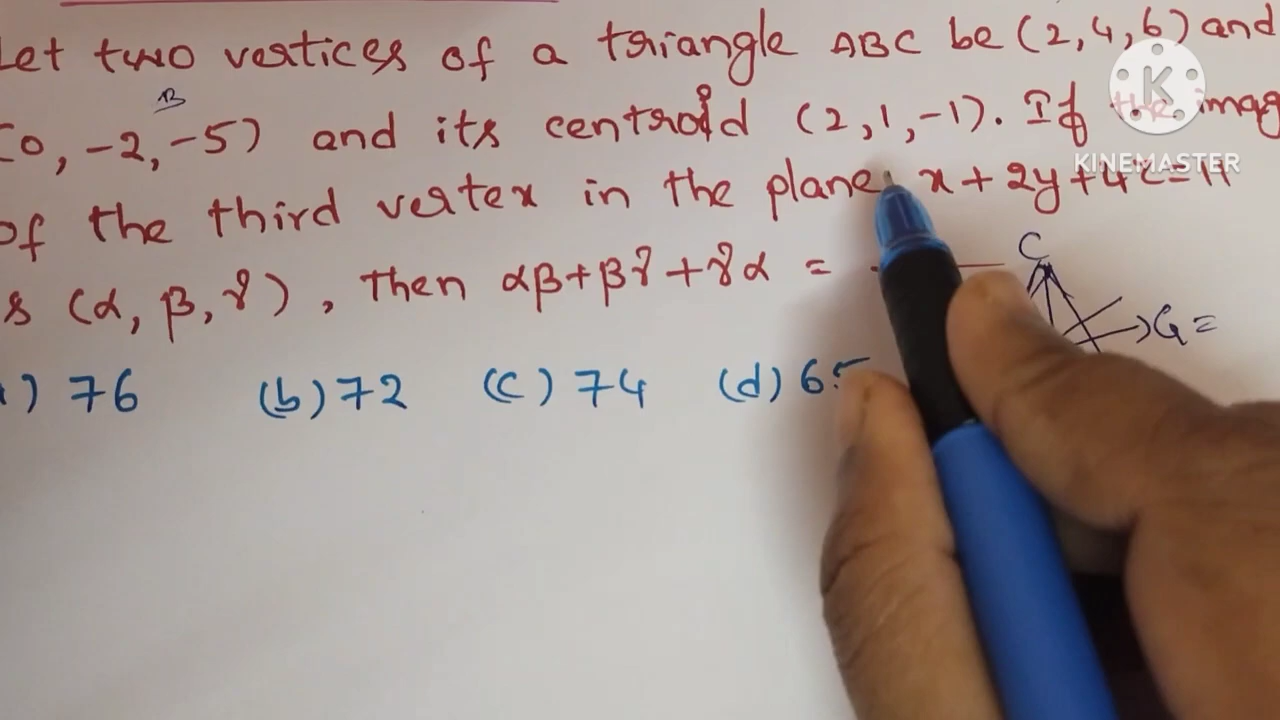 Let two vertices of a triangle ABC be (2, 4, 6) and
B
(0, -2, -5) and its centroid (2, 1, -1). If the imag
of the third vertex in the plane x + 2y + 4z = 11
is (α, β, γ), then αβ+βγ+γα =
C
G =
) 76 (b) 72 (c) 74 (d) 65
K
KINEMASTER